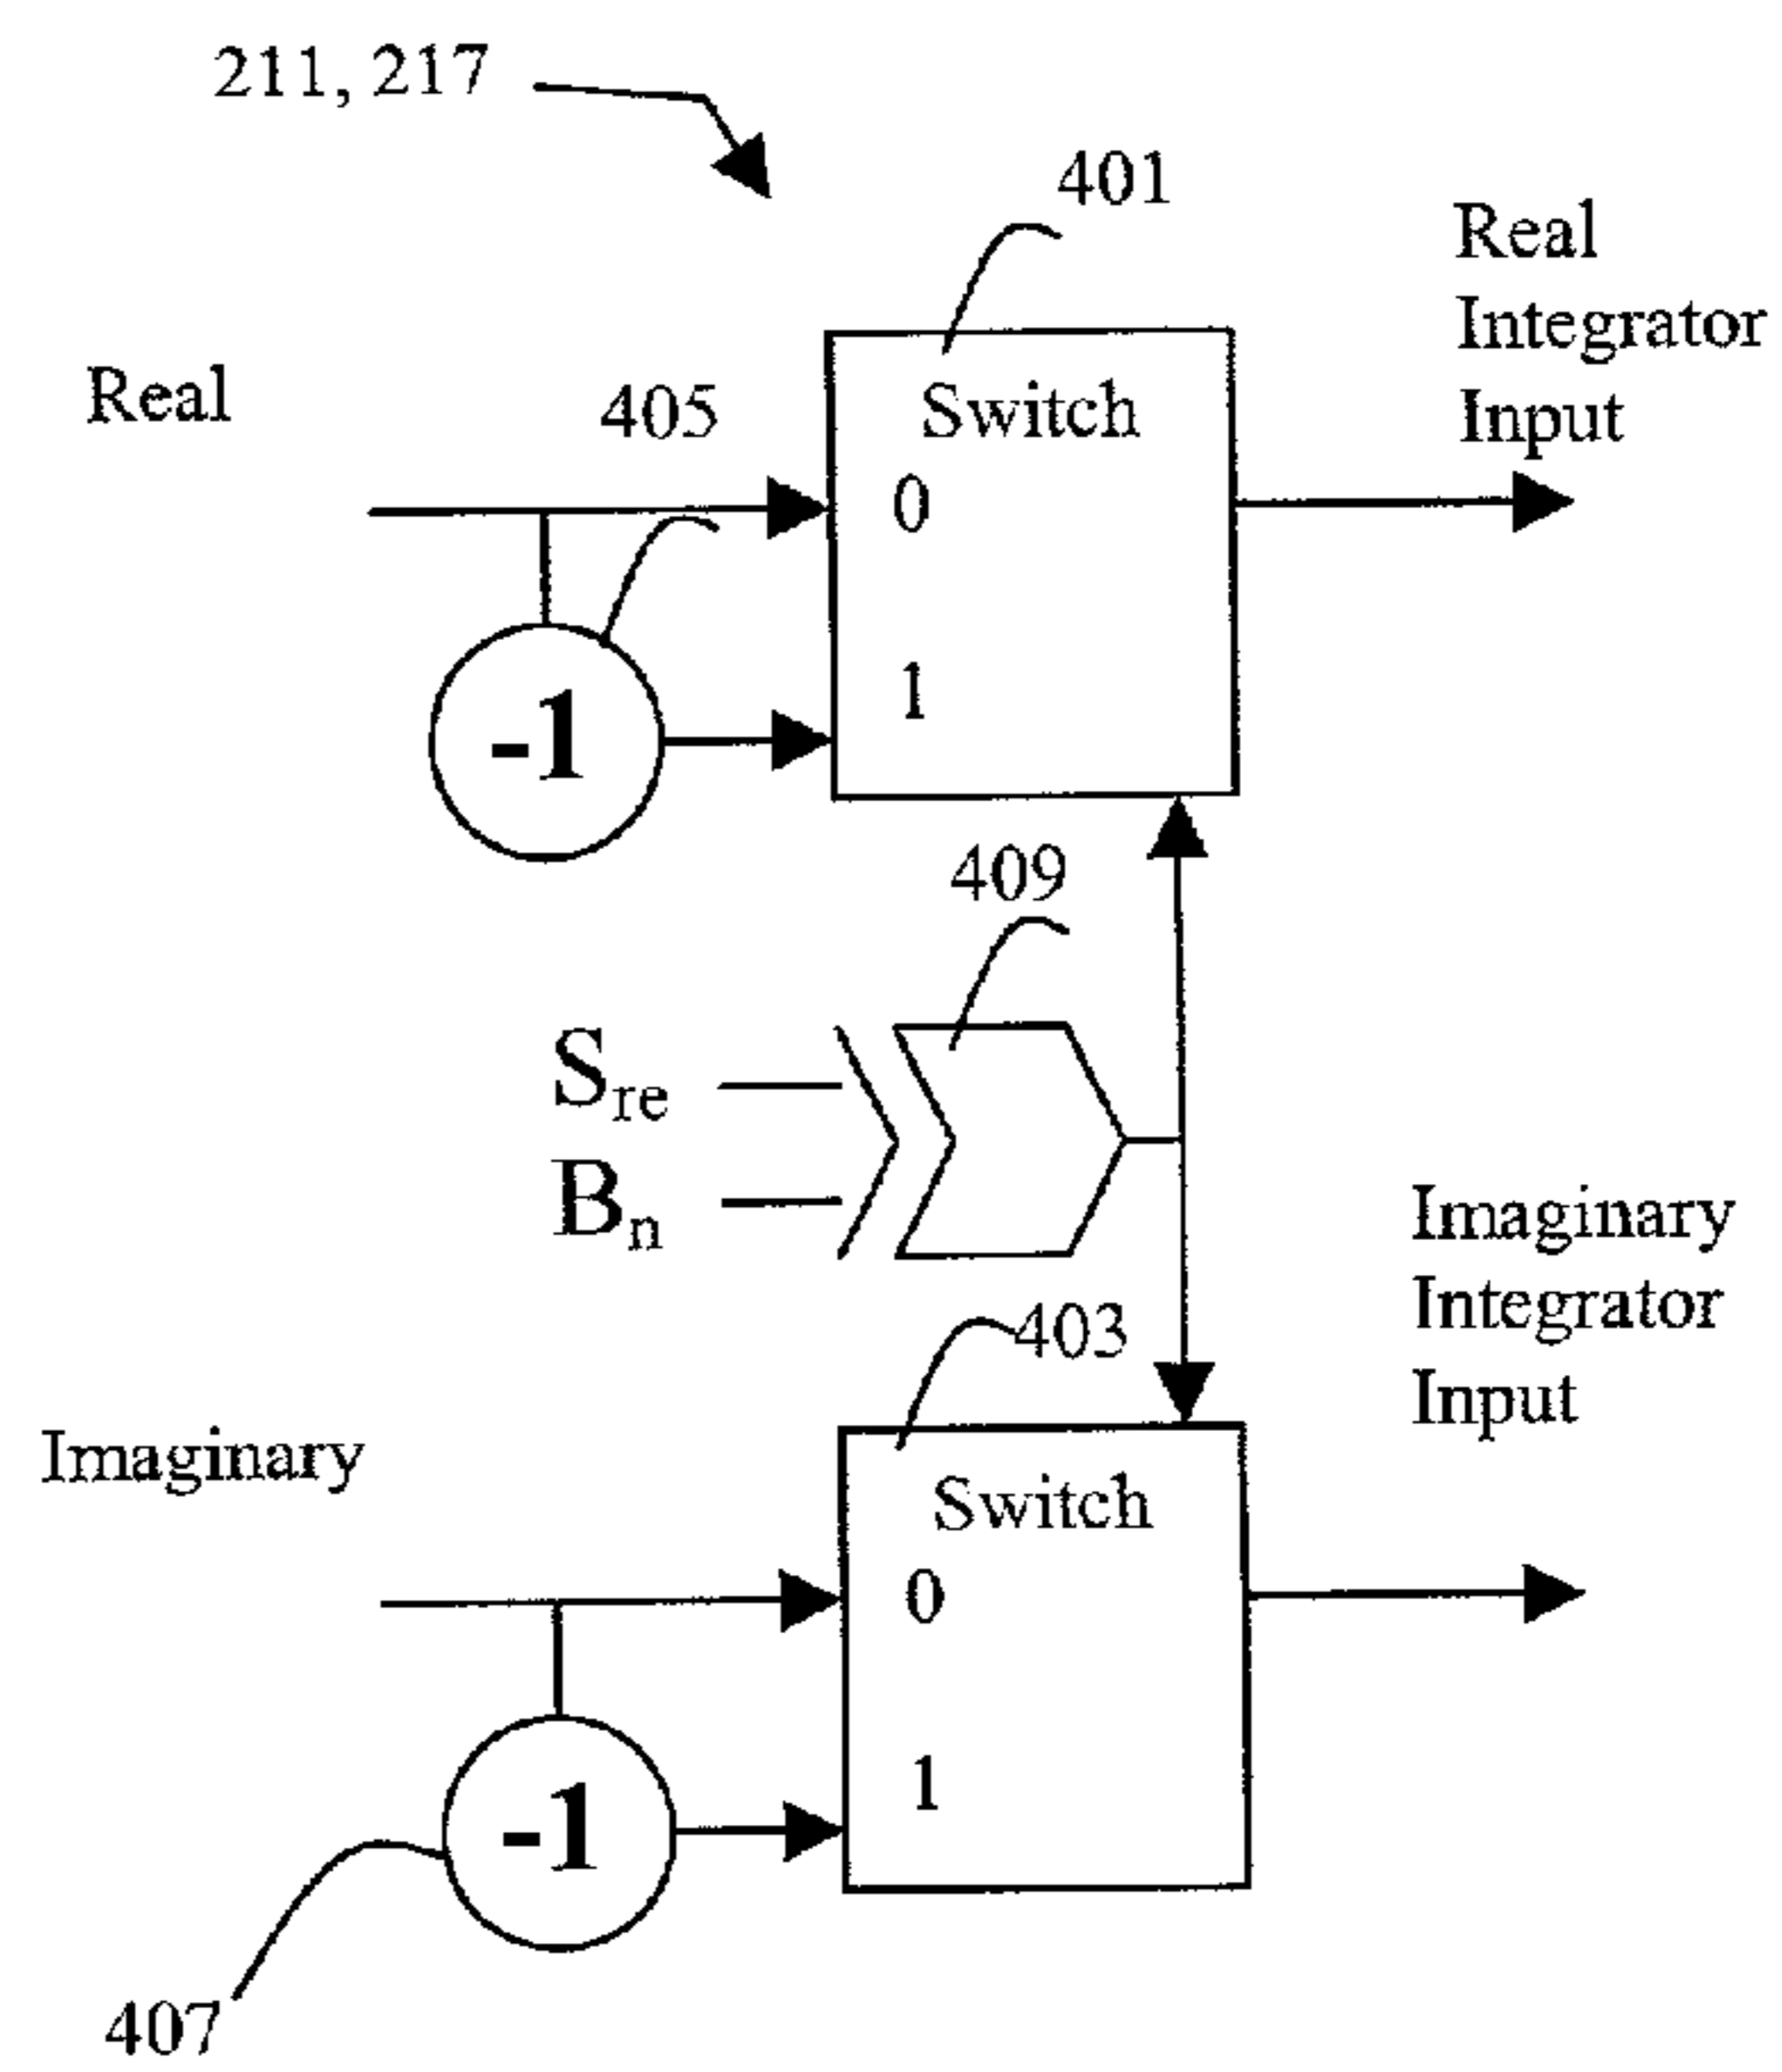 211, 217
401
Real
Integrator
Input
Real
405
Switch
0
1
-1
409
Sre
Bn
Imaginary
Integrator
Input
403
Imaginary
Switch
0
1
-1
407